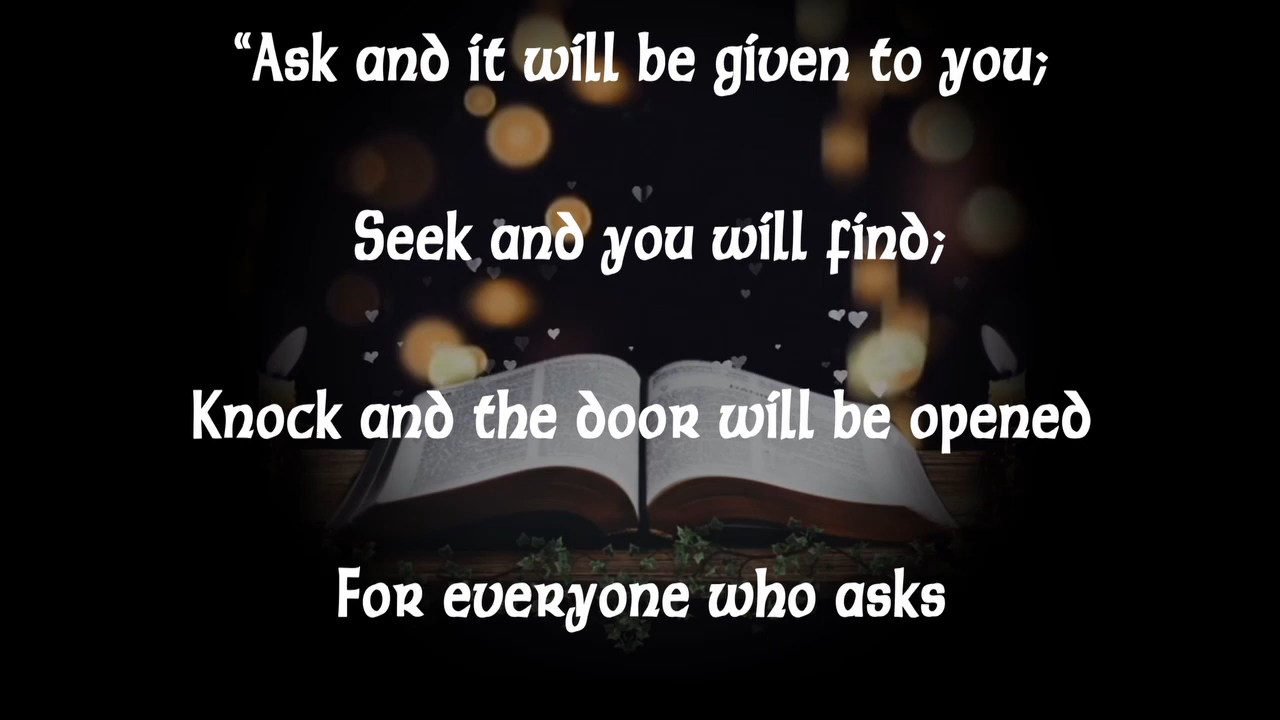 “Ask and it will be given to you;
Seek and you will find;
Knock and the door will be opened
For everyone who asks